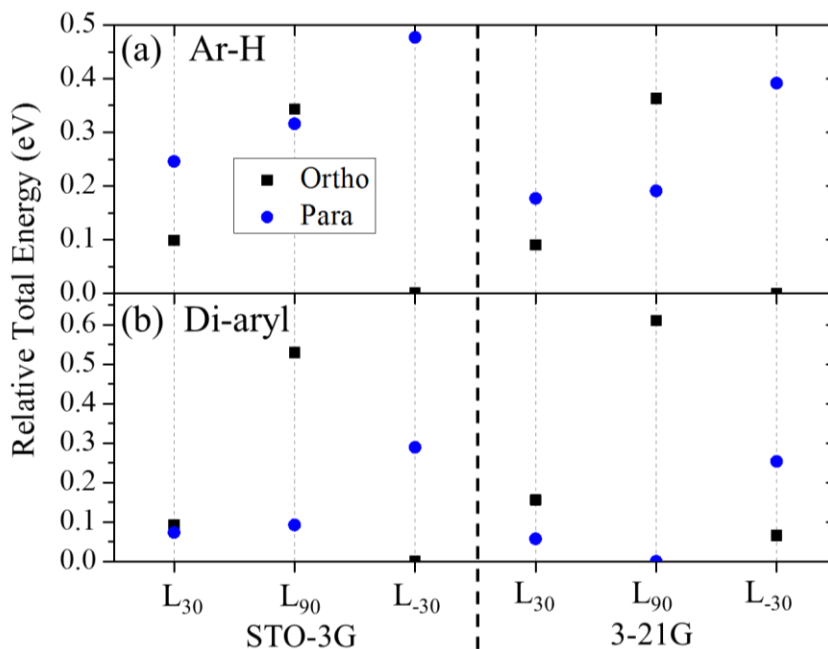 0.5
(a) Ar-H
0.4
0.3
Ortho
0.2
Para
0.1
0.0
(b) Di-aryl
0.6
0.5
0.4
0.3
0.2
0.1
0.0
Relative Total Energy (eV)
L₃₀ L₉₀ L₋₃₀ L₃₀ L₉₀ L₋₃₀
STO-3G 3-21G